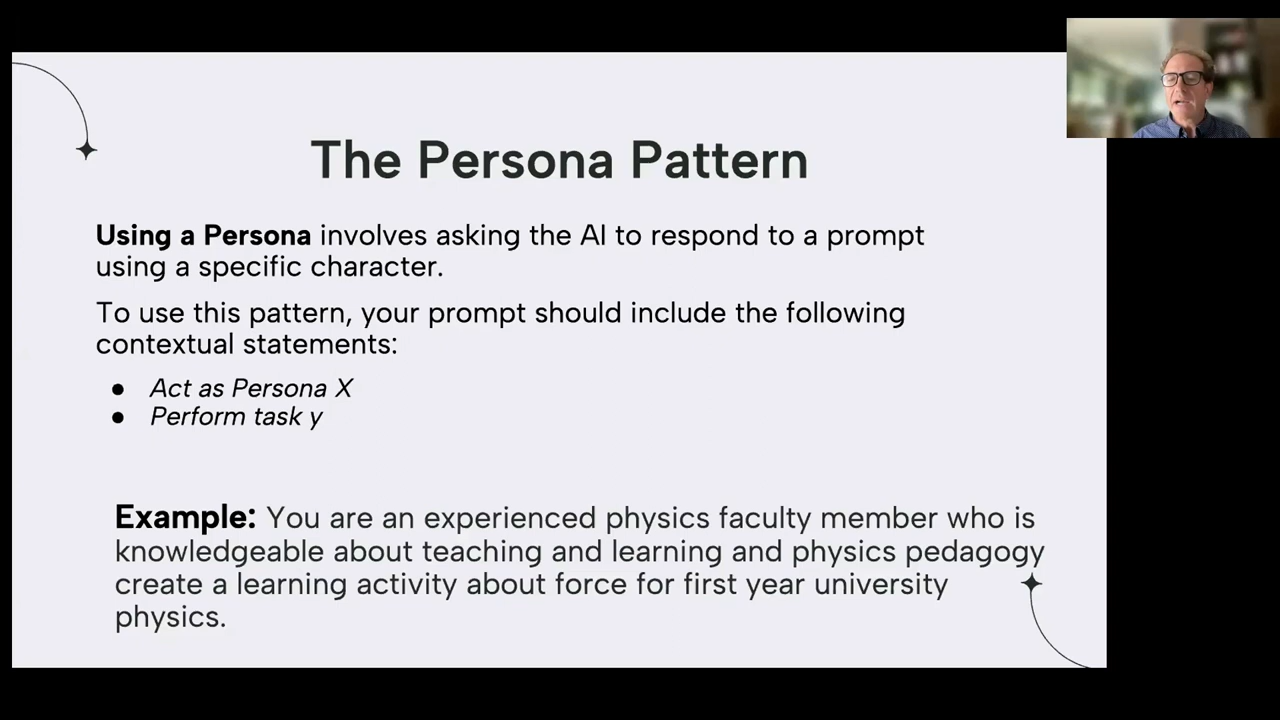 The Persona Pattern
Using a Persona involves asking the AI to respond to a prompt
using a specific character.
To use this pattern, your prompt should include the following
contextual statements:
● Act as Persona X
● Perform task y
Example: You are an experienced physics faculty member who is
knowledgeable about teaching and learning and physics pedagogy
create a learning activity about force for first year university
physics.